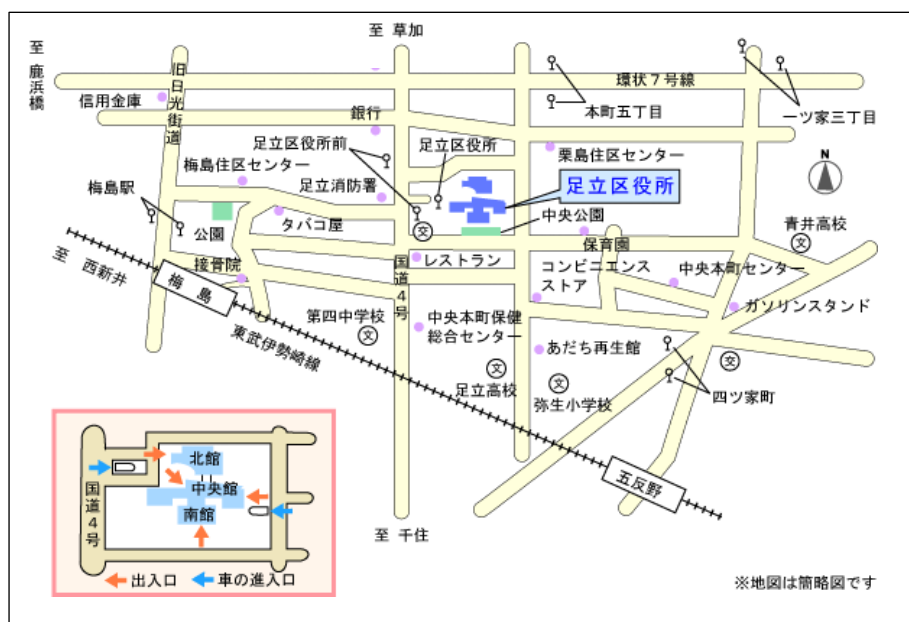 至 草加
至 鹿浜橋
旧日光街道
環状７号線
信用金庫
銀行
本町五丁目
一ツ家三丁目
足立区役所前
足立区役所
栗島住区センター
梅島住区センター
足立消防署
足立区役所
N
梅島駅
中央公園
青井高校
公園
タバコ屋
文
保育園
文
至 西新井
接骨院
国道４号
レストラン
コンビニエンス
ストア
中央本町センター
梅島
ガソリンスタンド
第四中学校
文
中央本町保健
総合センター
東武伊勢崎線
あだち再生館
文
文
足立高校
文
弥生小学校
四ツ家町
五反野
至 千住
北館
中央館
南館
国道４号
出入口
車の進入口
※地図は簡略図です